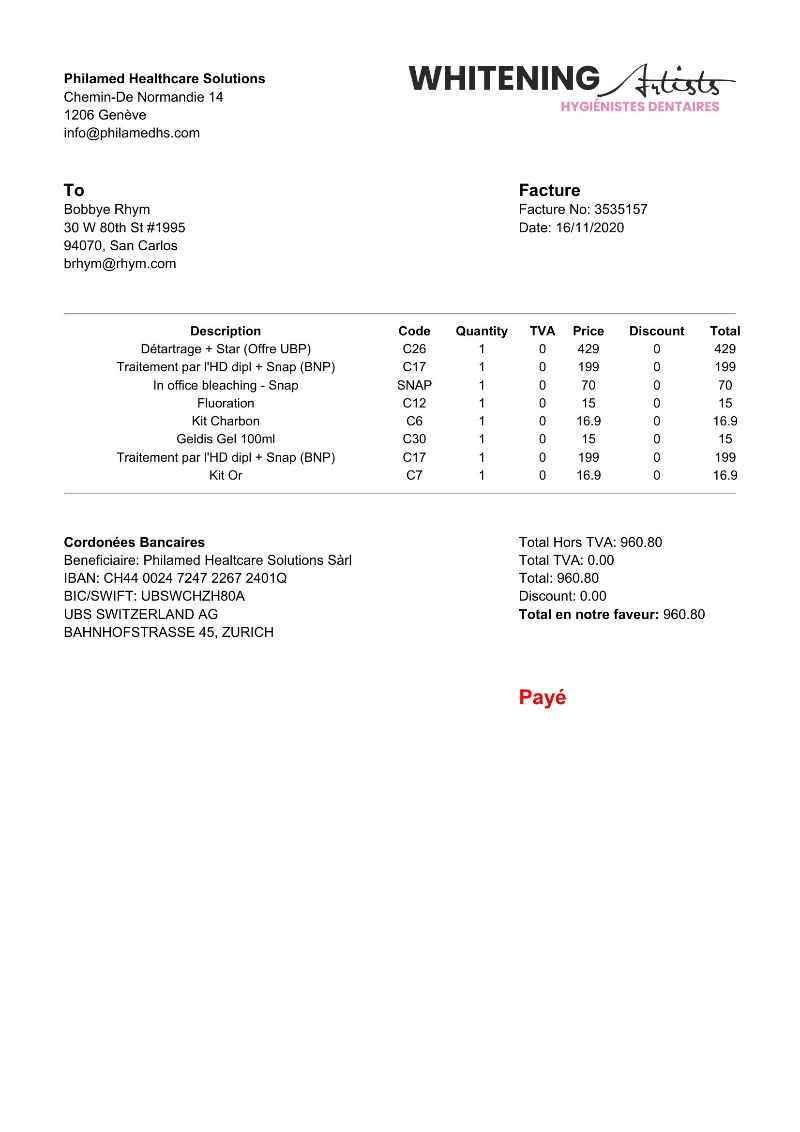 Philamed Healthcare Solutions
Chemin-De Normandie 14
1206 Genève
info@philamedhs.com
WHITENING Artists
HYGIÉNISTES DENTAIRES
To
Bobbye Rhym
30 W 80th St #1995
94070, San Carlos
brhym@rhym.com
Facture
Facture No: 3535157
Date: 16/11/2020
Description Code Quantity TVA Price Discount Total
Détartrage + Star (Offre UBP) C26 1 0 429 0 429
Traitement par l'HD dipl + Snap (BNP) C17 1 0 199 0 199
In office bleaching - Snap SNAP 1 0 70 0 70
Fluoration C12 1 0 15 0 15
Kit Charbon C6 1 0 16.9 0 16.9
Geldis Gel 100ml C30 1 0 15 0 15
Traitement par l'HD dipl + Snap (BNP) C17 1 0 199 0 199
Kit Or C7 1 0 16.9 0 16.9
Cordonées Bancaires
Beneficiaire: Philamed Healtcare Solutions Sàrl
IBAN: CH44 0024 7247 2267 2401Q
BIC/SWIFT: UBSWCHZH80A
UBS SWITZERLAND AG
BAHNHOFSTRASSE 45, ZURICH
Total Hors TVA: 960.80
Total TVA: 0.00
Total: 960.80
Discount: 0.00
Total en notre faveur: 960.80
Payé